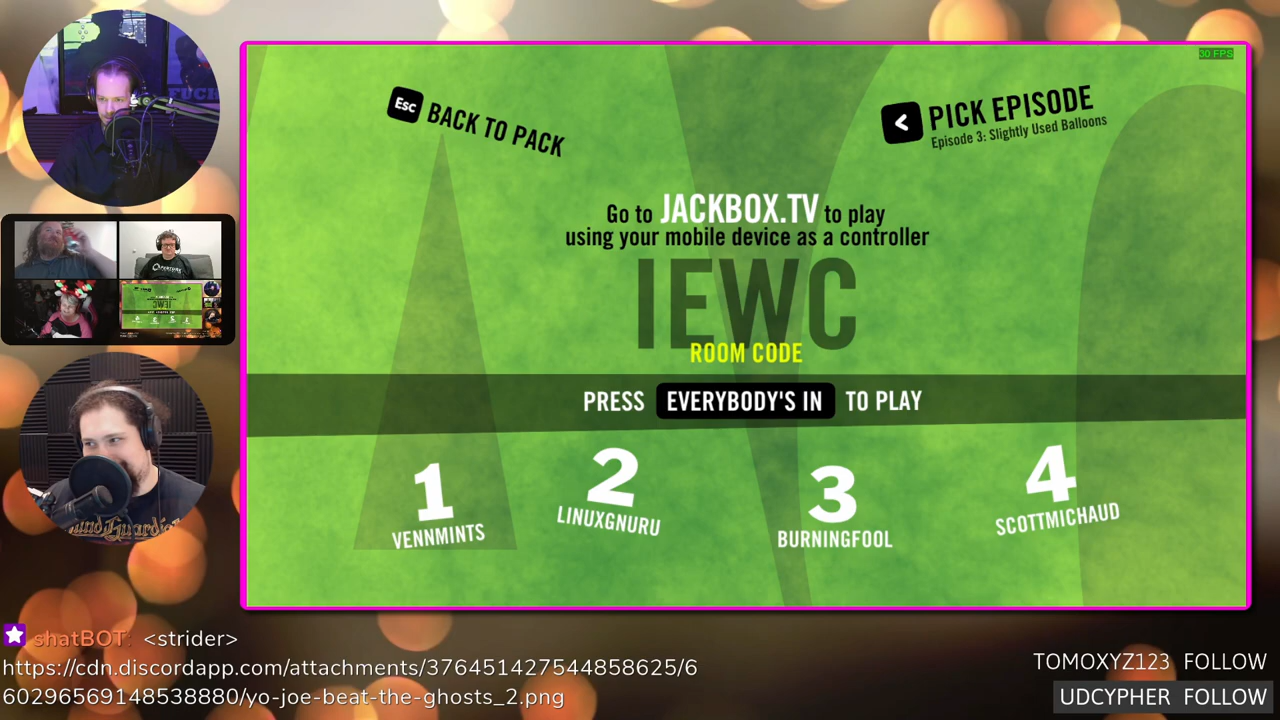 30 FPS
Esc BACK TO PACK
< PICK EPISODE
Episode 3: Slightly Used Balloons
Go to JACKBOX.TV to play
using your mobile device as a controller
IEWC
ROOM CODE
PRESS EVERYBODY'S IN TO PLAY
1
VENNMINTS
2
LINUXGNURU
3
BURNINGFOOL
4
SCOTTMICHAUD
shatBOT: <strider>
https://cdn.discordapp.com/attachments/376451427544858625/6
60296569148538880/yo-joe-beat-the-ghosts_2.png
TOMOXYZ123 FOLLOW
UDCYPHER FOLLOW